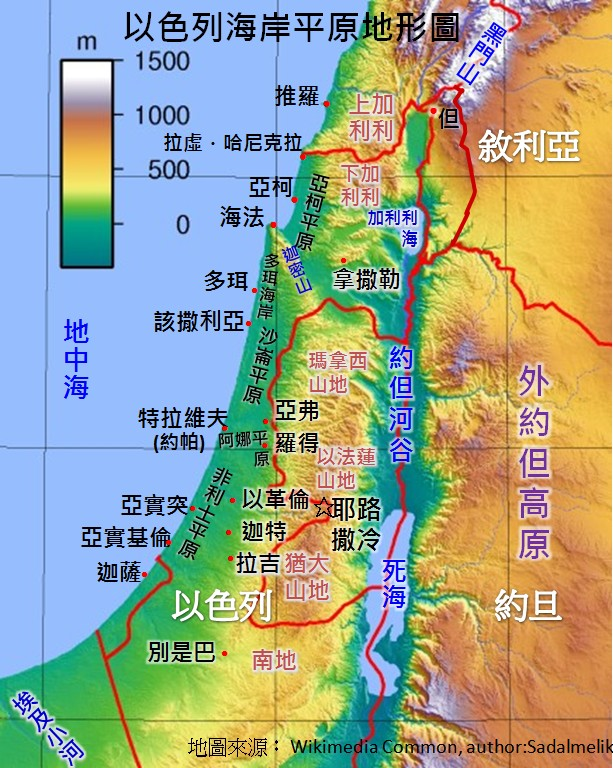 以色列海岸平原地形圖
m
1500
1000
500
0
黑門山
推羅
上加
利利
但
敘利亞
拉虛．哈尼克拉
下加
利利
亞柯
亞柯平原
海法
加利利
海
迦密山
多珥海岸
拿撒勒
多珥
該撒利亞
沙崙平原
地中海
約但河谷
瑪拿西
山地
外約但高原
亞弗
特拉維夫
(約帕)
阿娜平
原
羅得
以法蓮
山地
非利士平原
以革倫
亞實突
耶路
撒冷
迦特
亞實基倫
拉吉
猶大
山地
迦薩
死海
以色列
約旦
別是巴
南地
埃及小河
地圖來源： Wikimedia Common, author:Sadalmelik